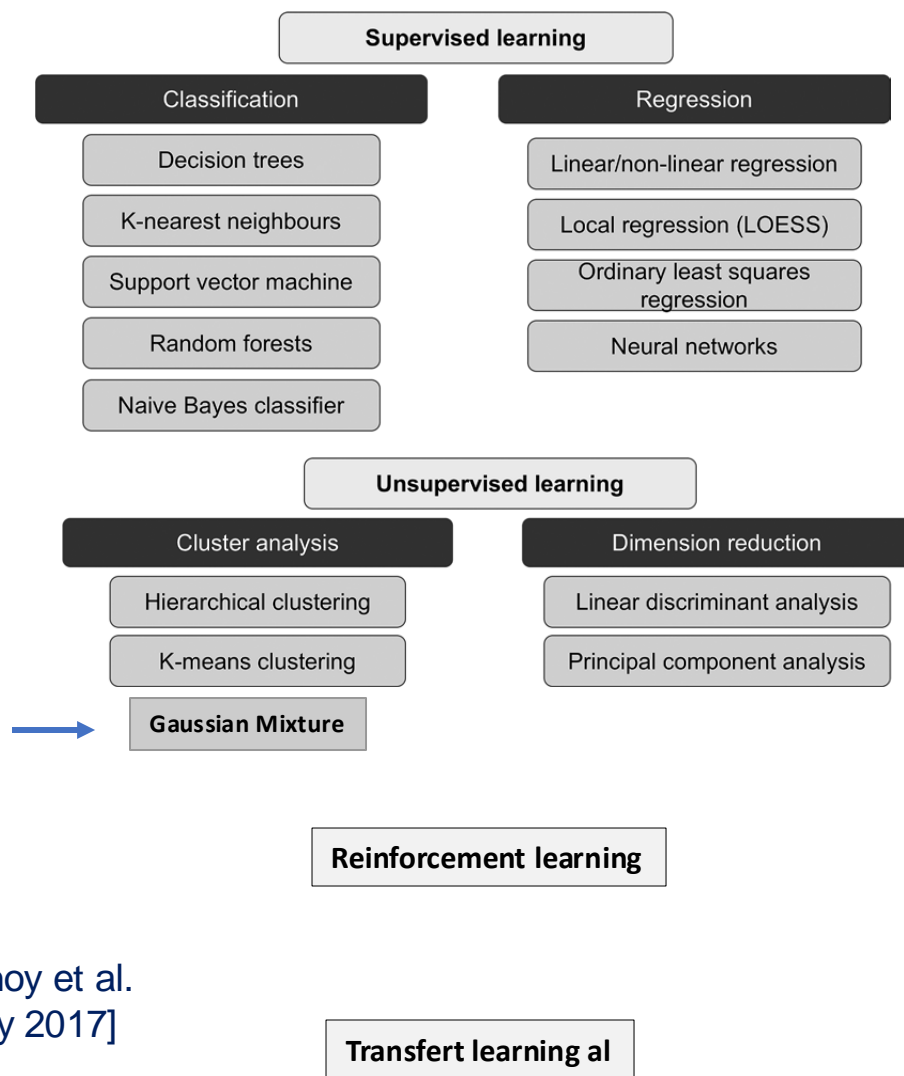 Supervised learning
Classification
Decision trees
K-nearest neighbours
Support vector machine
Random forests
Naive Bayes classifier
Regression
Linear/non-linear regression
Local regression (LOESS)
Ordinary least squares
regression
Neural networks
Unsupervised learning
Cluster analysis
Hierarchical clustering
K-means clustering
Gaussian Mixture
Dimension reduction
Linear discriminant analysis
Principal component analysis
Reinforcement learning
et al.
2017]
Transfert learning al